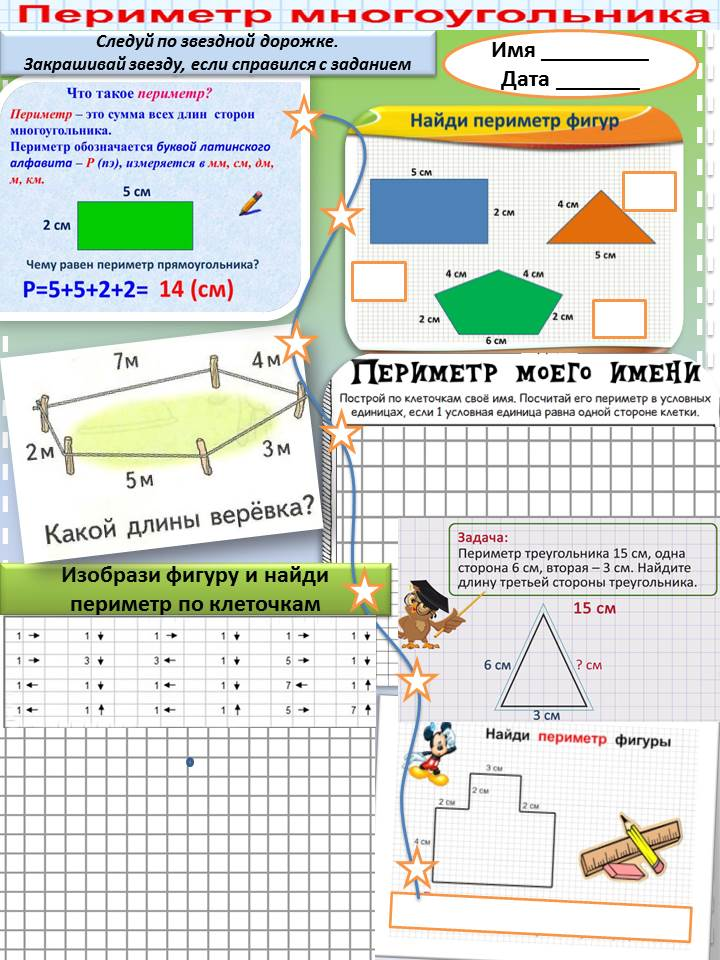 Периметр многоугольника
Следуй по звездной дорожке.
Закрашивай звезду, если справился с заданием
Имя __________
Дата ________
Что такое периметр?
Периметр – это сумма всех длин сторон
многоугольника.
Периметр обозначается буквой латинского
алфавита – P (пэ), измеряется в мм, см, дм,
м, км.
5 см
2 см
Чему равен периметр прямоугольника?
P=5+5+2+2= 14 (см)
Найди периметр фигур
5 см
2 см
4 см
5 см
4 см
4 см
2 см
2 см
6 см
7м
4м
2м
3м
5м
Какой длины верёвка?
Периметр моего имени
Построй по клеточкам своё имя. Посчитай его периметр в условных
единицах, если 1 условная единица равна одной стороне клетки.
Задача:
Периметр треугольника 15 см, одна
сторона 6 см, вторая – 3 см. Найдите
длину третьей стороны треугольника.
15 см
6 см
? см
3 см
Изобрази фигуру и найди
периметр по клеточкам
1 → 1 ↓ 1 → 1 ↓ 1 → 1 ↓
1 → 3 ↓ 3 ← 1 ↓ 5 → 1 ↓
1 ← 1 ↓ 1 ← 1 ↓ 7 ← 1 ↓
1 ← 1 ↑ 1 ← 1 ↑ 5 → 7 ↑
Найди периметр фигуры
3 см
2 см
2 см
2 см
4 см